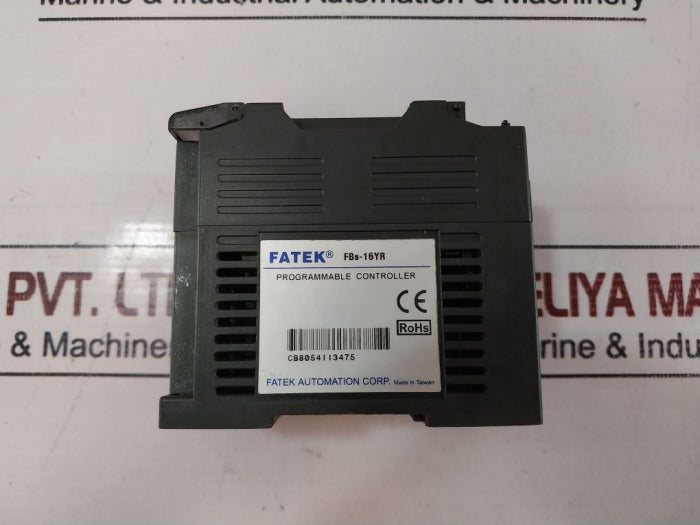 Marine & Industrial Automation & Machinery
FATEK® FBs-16YR
PROGRAMMABLE CONTROLLER
CE
RoHs
CB8054113475
FATEK AUTOMATION CORP. Made in Taiwan
PVT. LT
ELIYA MA
& Machine
rine & Indu